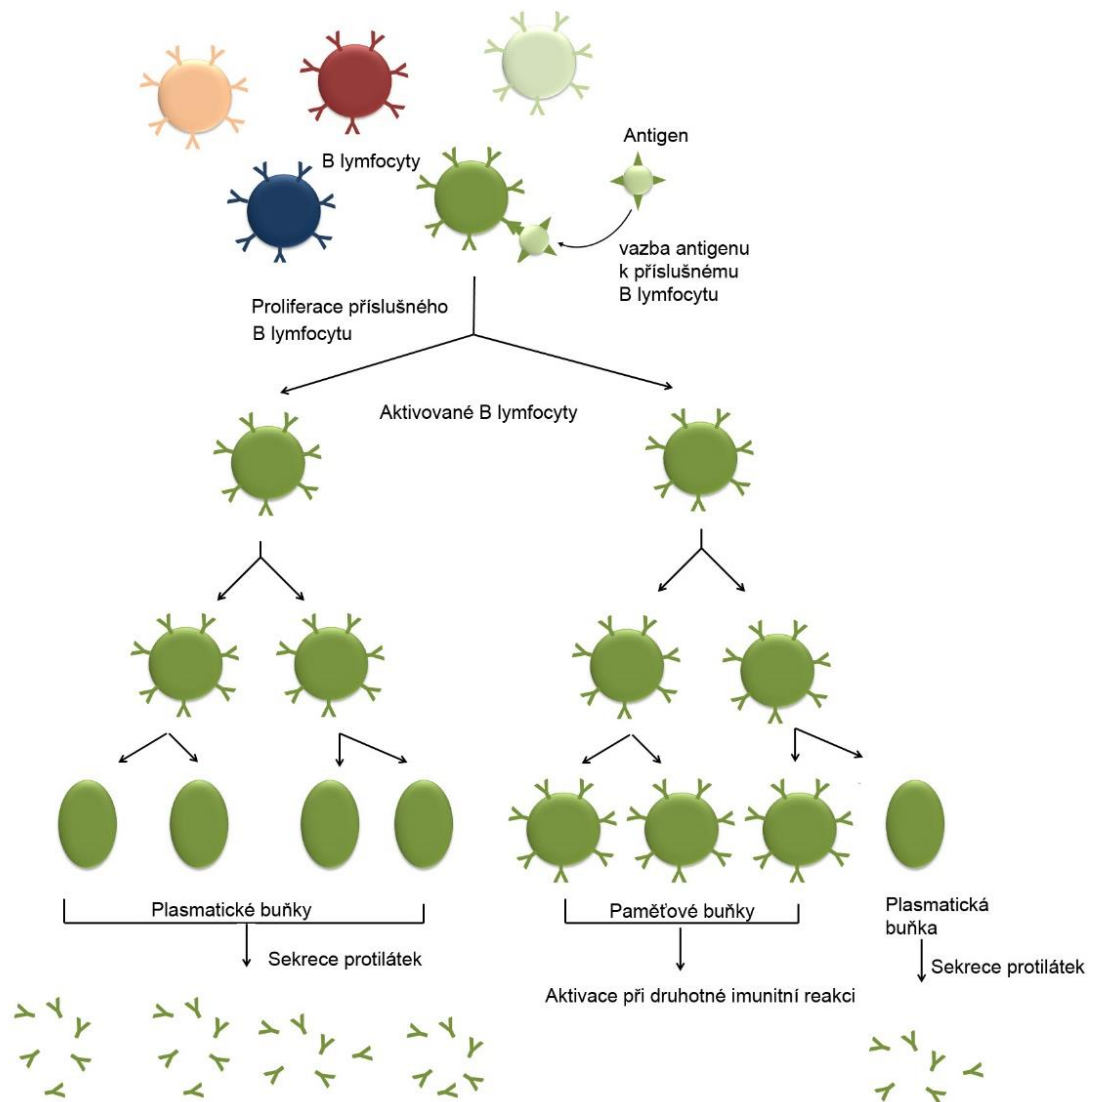 Antigen
B lymfocyty
vazba antigenu
k příslušnému
B lymfocytu
Proliferace příslušného
B lymfocytu
Aktivované B lymfocyty
Plasmatické buňky
Paměťové buňky
Plasmatická
buňka
Sekrece protilátek
Sekrece protilátek
Aktivace při druhotné imunitní reakci